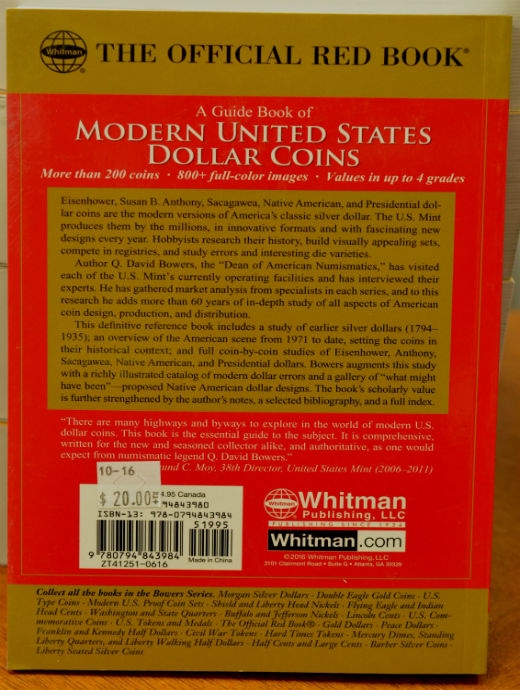 Whitman®
THE OFFICIAL RED BOOK®
A Guide Book of
MODERN UNITED STATES
DOLLAR COINS
More than 200 coins · 800+ full-color images · Values in up to 4 grades
Eisenhower, Susan B. Anthony, Sacagawea, Native American, and Presidential dol-
lar coins are the modern versions of America's classic silver dollar. The U.S. Mint
produces them by the millions, in innovative formats and with fascinating new
designs every year. Hobbyists research their history, build visually appealing sets,
compete in registries, and study errors and interesting die varieties.
Author Q. David Bowers, the "Dean of American Numismatics," has visited
each of the U.S. Mint's currently operating facilities and has interviewed their
experts. He has gathered market analysis from specialists in each series, and to this
research he adds more than 60 years of in-depth study of all aspects of American
coin design, production, and distribution.
This definitive reference book includes a study of earlier silver dollars (1794–
1935); an overview of the American scene from 1971 to date, setting the coins in
their historical context; and full coin-by-coin studies of Eisenhower, Anthony,
Sacagawea, Native American, and Presidential dollars. Bowers augments this study
with a richly illustrated catalog of modern dollar errors and a gallery of "what might
have been"—proposed Native American dollar designs. The book's scholarly value
is further strengthened by the author's notes, a selected bibliography, and a full index.
"There are many highways and byways to explore in the world of modern U.S.
dollar coins. This book is the essential guide to the subject. It is comprehensive,
written for the new and seasoned collector alike, and authoritative, as one would
expect from numismatic legend Q. David Bowers."
und C. Moy, 38th Director, United States Mint (2006–2011)
10-16
$ 20.00
4.95 Canada
94843980
ISBN-13: 978-0794843984
51995
9 780794 843984
ZT41251-0616
Made in China
Whitman®
Publishing, LLC
PUBLISHING SINCE 1934
Whitman.com
©2016 Whitman Publishing, LLC
3101 Clairmont Road • Suite G • Atlanta, GA 30329
Collect all the books in the Bowers Series. Morgan Silver Dollars · Double Eagle Gold Coins · U.S.
Type Coins · Modern U.S. Proof Coin Sets · Shield and Liberty Head Nickels · Flying Eagle and Indian
Head Cents · Washington and State Quarters · Buffalo and Jefferson Nickels · Lincoln Cents · U.S. Com-
memorative Coins · U.S. Tokens and Medals · The Official Red Book® · Gold Dollars · Peace Dollars ·
Franklin and Kennedy Half Dollars · Civil War Tokens · Hard Times Tokens · Mercury Dimes, Standing
Liberty Quarters, and Liberty Walking Half Dollars · Half Cents and Large Cents · Barber Silver Coins ·
Liberty Seated Silver Coins